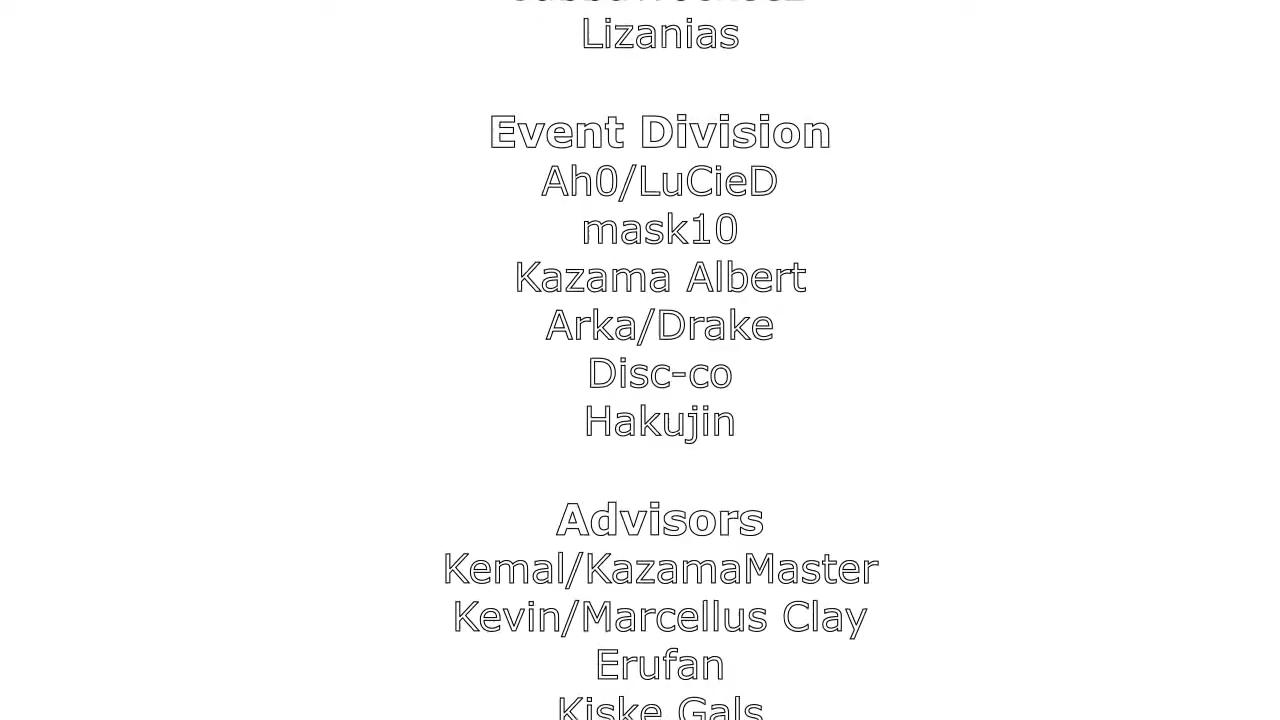 Lizanias
Event Division
Ah0/LuCieD
mask10
Kazama Albert
Arka/Drake
Disc-co
Hakujin
Advisors
Kemal/KazamaMaster
Kevin/Marcellus Clay
Erufan
Kiske Gals